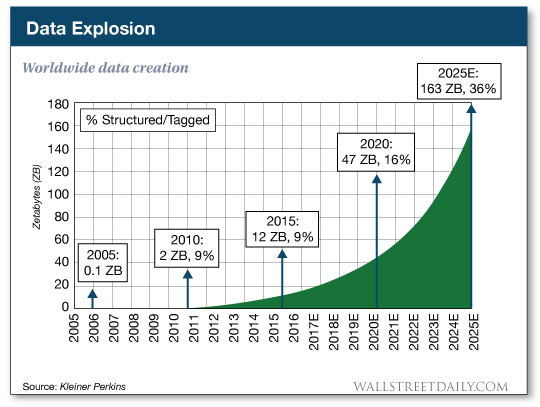 Data Explosion
Worldwide data creation
2025E:
163 ZB, 36%
% Structured/Tagged
2020:
47 ZB, 16%
2015:
12 ZB, 9%
2010:
2 ZB, 9%
2005:
0.1 ZB
Zetabytes (ZB)
180
160
140
120
100
80
60
40
20
0
2005
2006
2007
2008
2009
2010
2011
2012
2013
2014
2015
2016
2017E
2018E
2019E
2020E
2021E
2022E
2023E
2024E
2025E
Source: Kleiner Perkins
WALLSTREETDAILY.COM